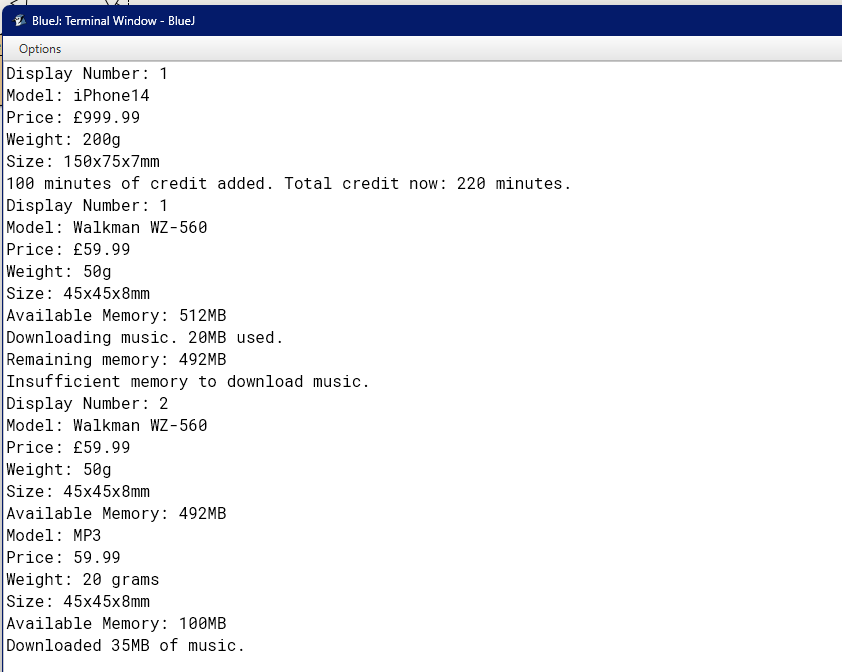 BlueJ: Terminal Window - BlueJ
Options
Display Number: 1
Model: iPhone14
Price: £999.99
Weight: 200g
Size: 150x75x7mm
100 minutes of credit added. Total credit now: 220 minutes.
Display Number: 1
Model: Walkman WZ-560
Price: £59.99
Weight: 50g
Size: 45x45x8mm
Available Memory: 512MB
Downloading music. 20MB used.
Remaining memory: 492MB
Insufficient memory to download music.
Display Number: 2
Model: Walkman WZ-560
Price: £59.99
Weight: 50g
Size: 45x45x8mm
Available Memory: 492MB
Model: MP3
Price: 59.99
Weight: 20 grams
Size: 45x45x8mm
Available Memory: 100MB
Downloaded 35MB of music.